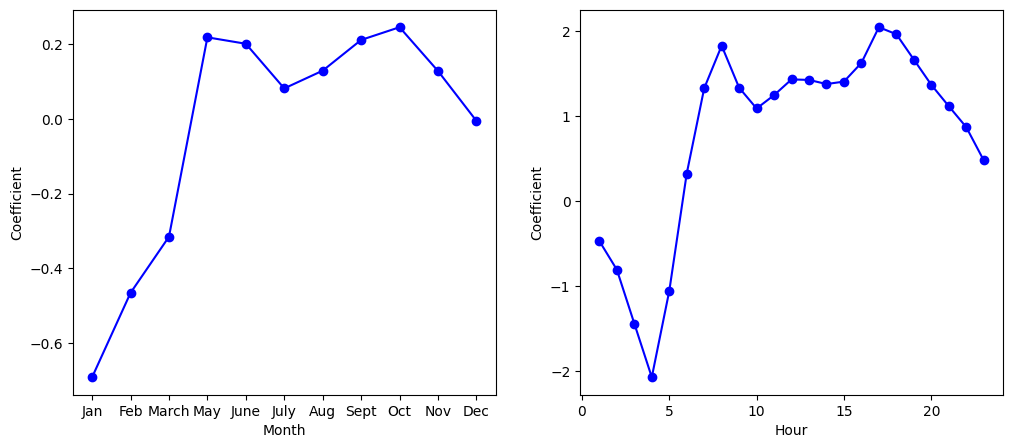 Coefficient
0.2
0.0
−0.2
−0.4
−0.6
Jan Feb March May June July Aug Sept Oct Nov Dec
Month
Coefficient
2
1
0
−1
−2
0 5 10 15 20
Hour